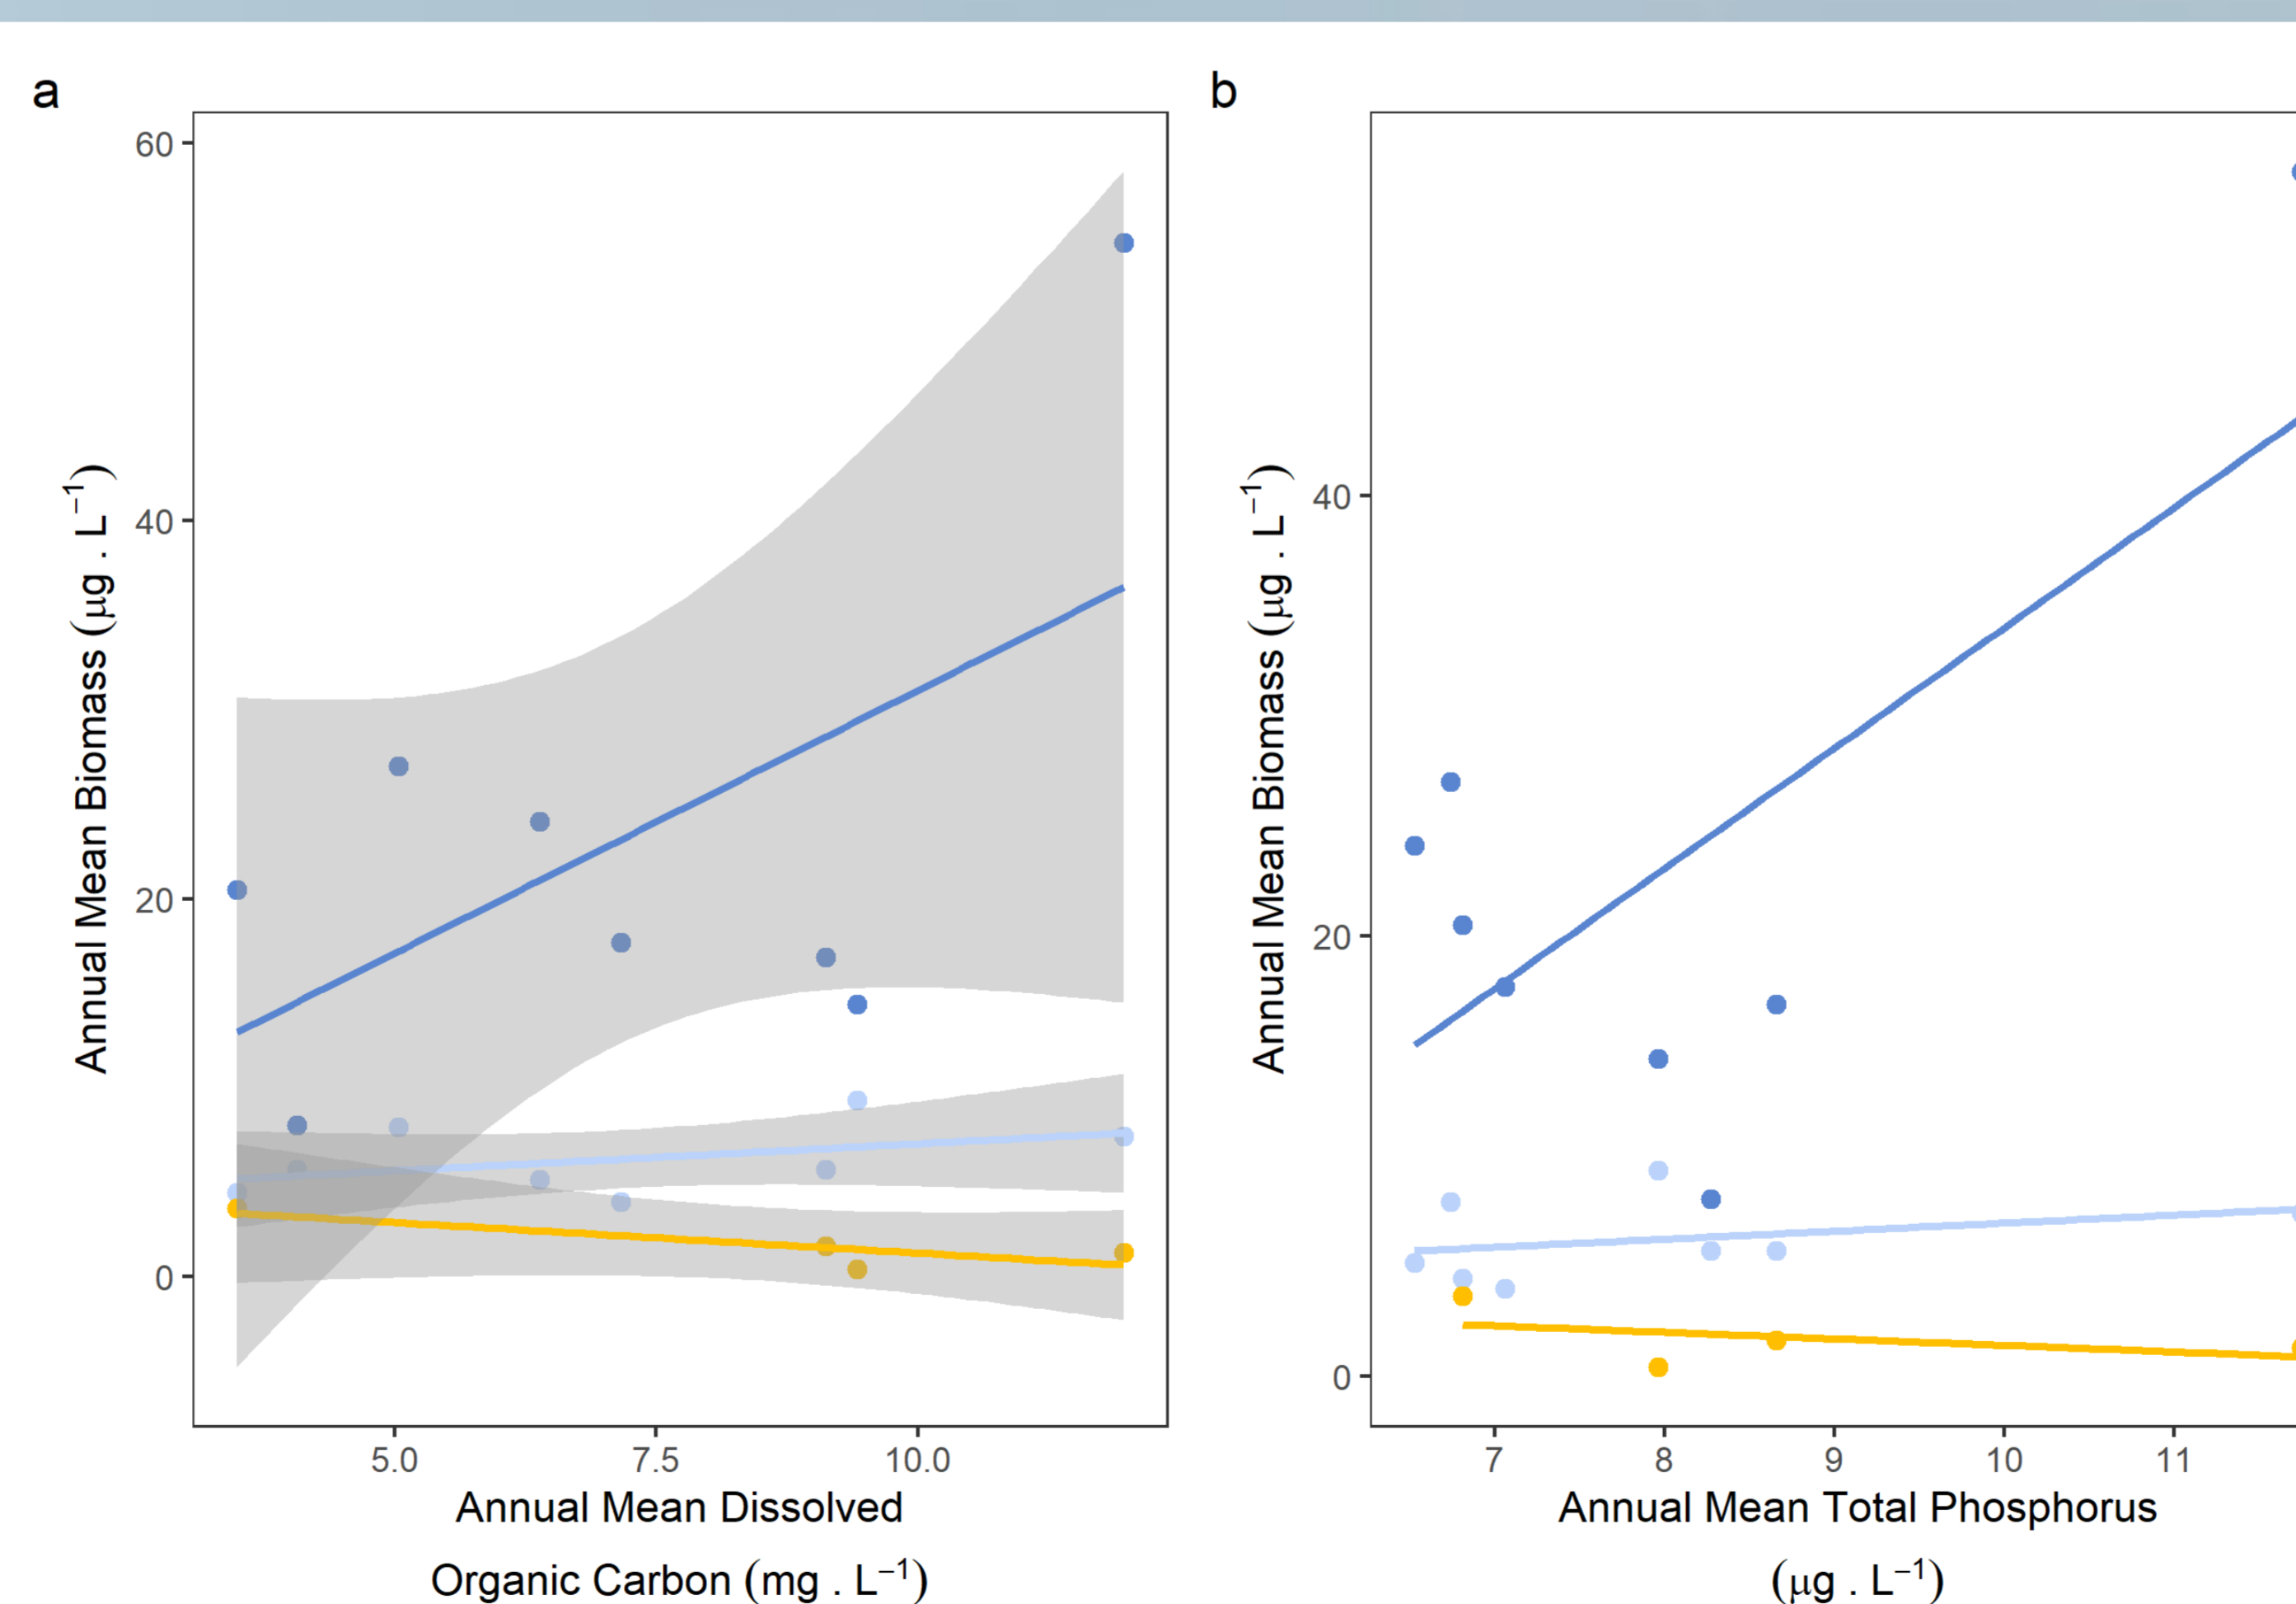 a
60
40
20
0
Annual Mean Biomass (μg . L⁻¹)
5.0 7.5 10.0
Annual Mean Dissolved
Organic Carbon (mg . L⁻¹)
b
40
20
0
Annual Mean Biomass (μg . L⁻¹)
7 8 9 10 11
Annual Mean Total Phosphorus
(μg . L⁻¹)